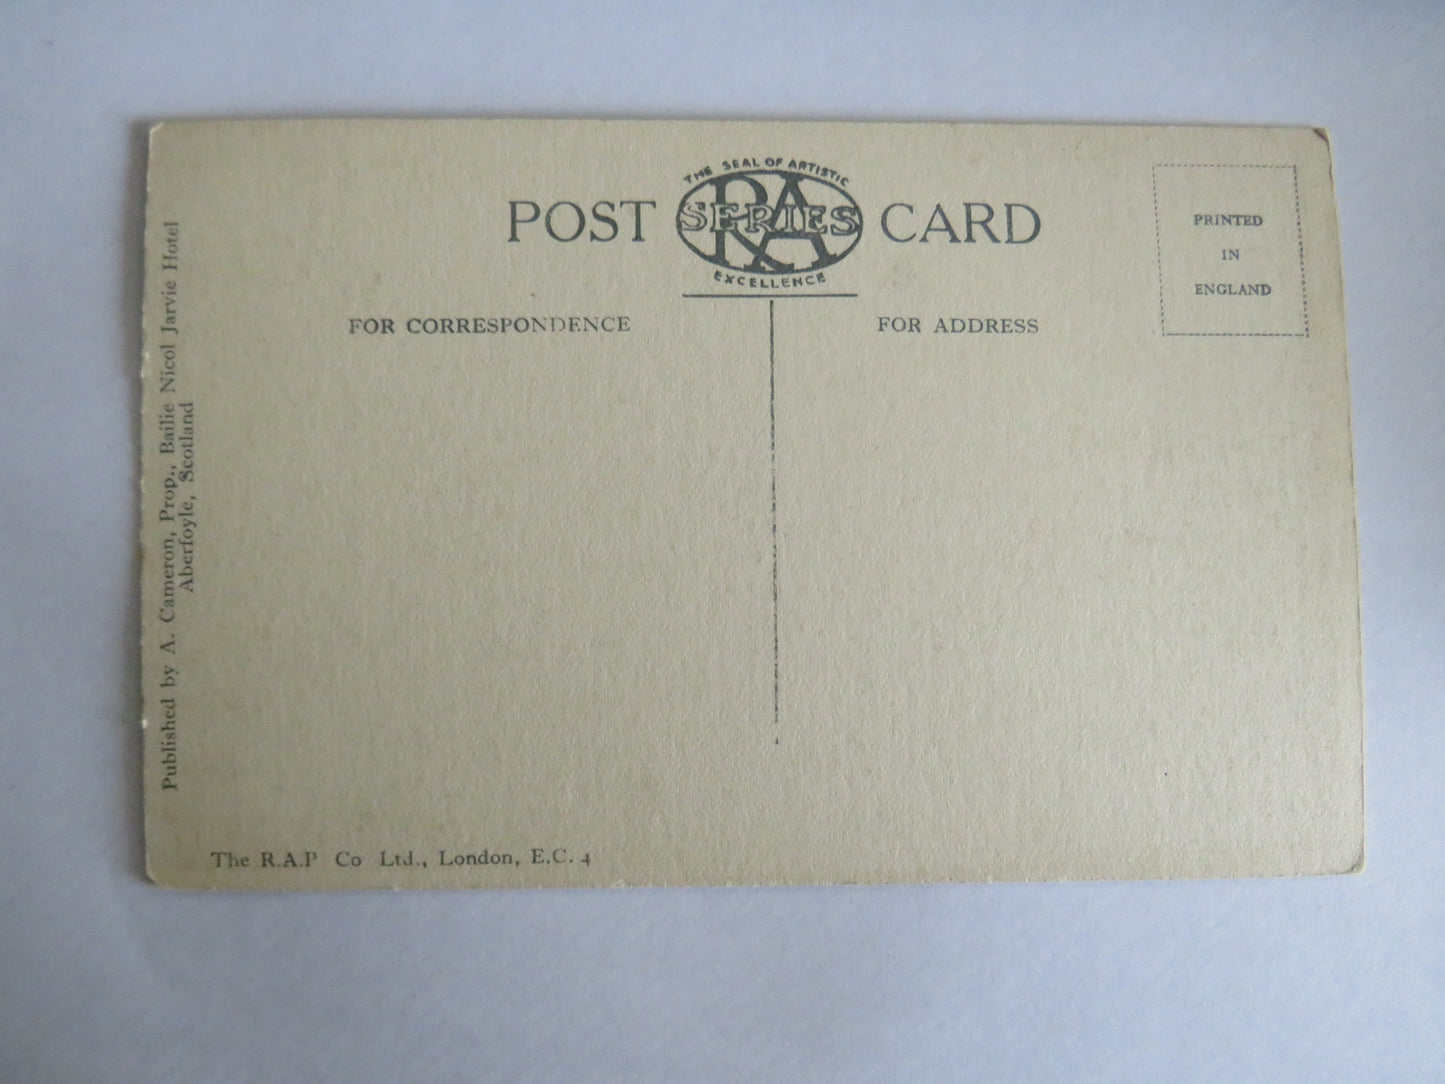 THE SEAL OF ARTISTIC
POST RA SERIES CARD
EXCELLENCE
FOR CORRESPONDENCE
FOR ADDRESS
PRINTED
IN
ENGLAND
Published by A. Cameron, Prop., Bailie Nicol Jarvie Hotel
Aberfoyle, Scotland
The R.A.P Co Ltd., London, E.C. 4